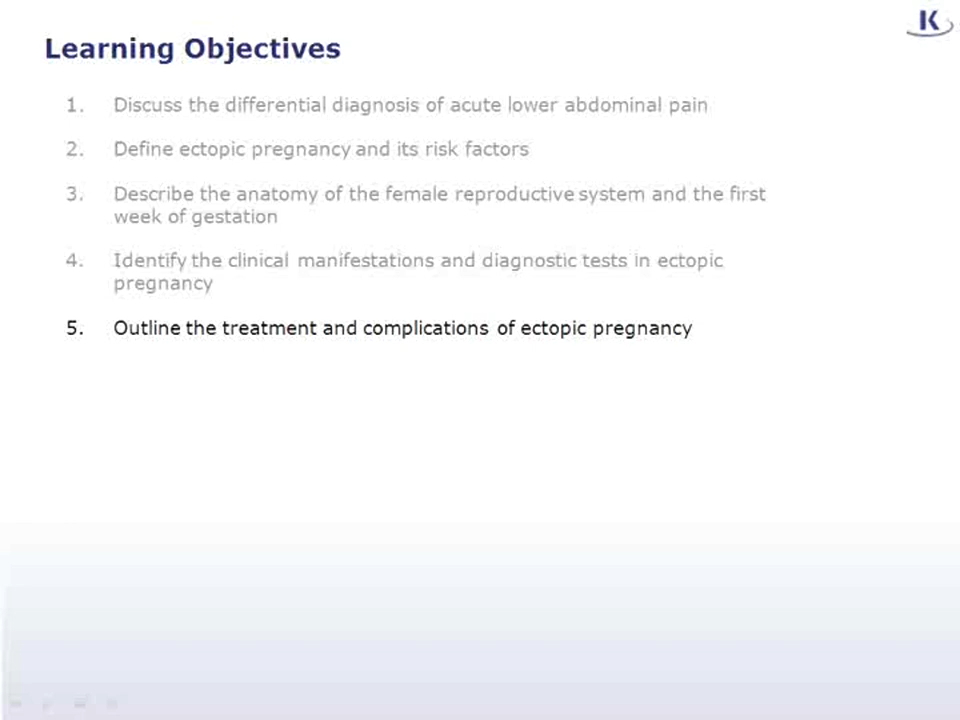 K
Learning Objectives
1. Discuss the differential diagnosis of acute lower abdominal pain
2. Define ectopic pregnancy and its risk factors
3. Describe the anatomy of the female reproductive system and the first
week of gestation
4. Identify the clinical manifestations and diagnostic tests in ectopic
pregnancy
5. Outline the treatment and complications of ectopic pregnancy